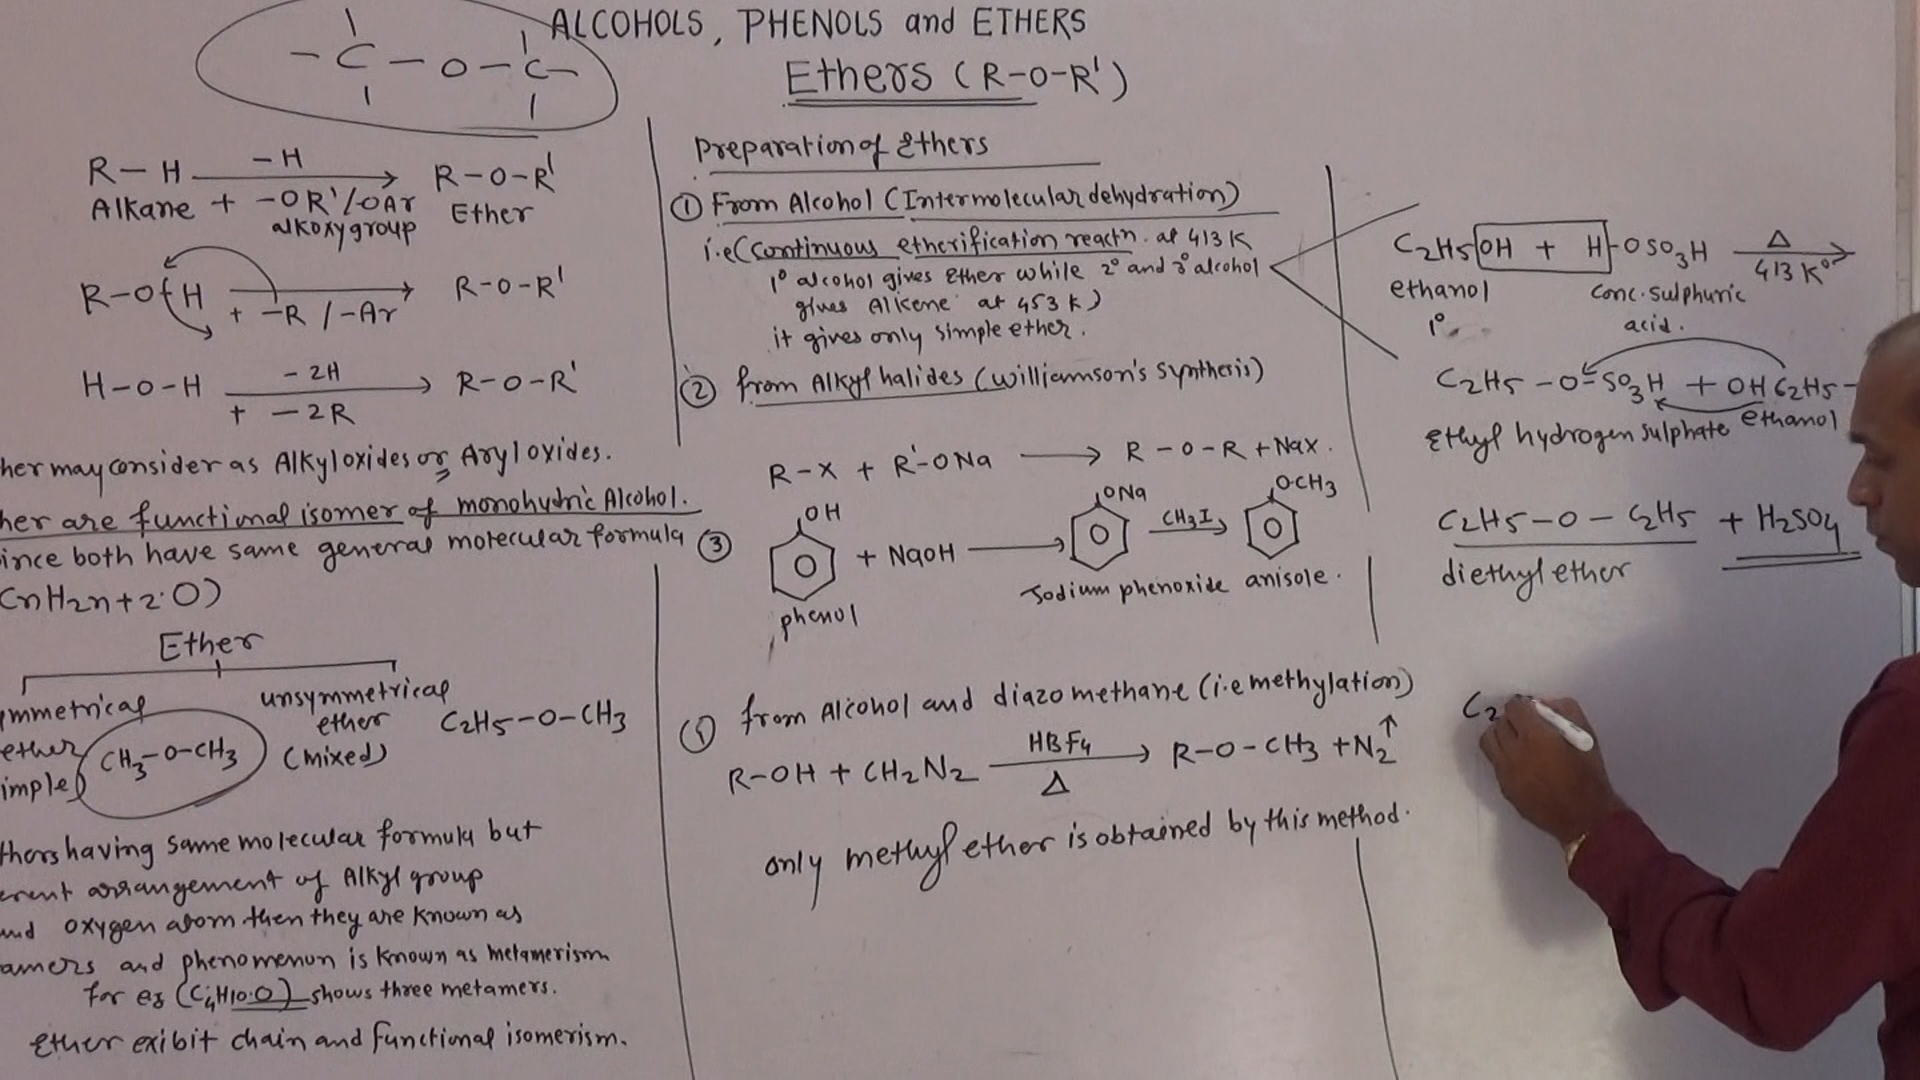 ALCOHOLS, PHENOLS and ETHERS
Ethers (R-O-R')
- C - O - C -
R - H - H → R - O - R'
Alkane + - OR'/-OAr Ether
alkoxy group
R - O H + - R / - Ar → R - O - R'
H - O - H - 2H + - 2R → R - O - R'
her may consider as Alkyloxides or Aryloxides.
her are functional isomer of monohydric Alcohol.
ince both have same general molecular formula
CnH2n+2·O)
Ether
mmetrical
ether
imple)
CH3-O-CH3
unsymmetrical
ether
(mixed)
C2H5-O-CH3
thers having same molecular formula but
erent arrangement of Alkyl group
and oxygen atom then they are known as
amers and phenomenon is known as metamerism
for eg (C4H10·O) shows three metamers.
Ether exibit chain and functional isomerism.
Preparation of Ethers
① From Alcohol (Intermolecular dehydration)
i.e (Continuous etherification reactn. at 413 K
1° alcohol gives Ether while 2° and 3° alcohol
gives Alkene at 453 K)
it gives only simple ether.
② from Alkyl halides (Williamson's synthesis)
R - X + R'-ONa → R - O - R + NaX.
③ OH + NaOH → ONa CH3I → OCH3
phenol
Sodium phenoxide anisole.
from Alcohol and diazomethane (i.e methylation)
R-OH + CH2N2 HBF4 Δ → R-O-CH3 + N2↑
only methyl ether is obtained by this method.
C2H5 OH + H -OSO3H Δ 413 K →
ethanol conc. Sulphuric
1° acid.
C2H5 - O - SO3H + OH C2H5 -
Ethyl hydrogen sulphate ethanol
C2H5 - O - C2H5 + H2SO4
diethyl ether
C2